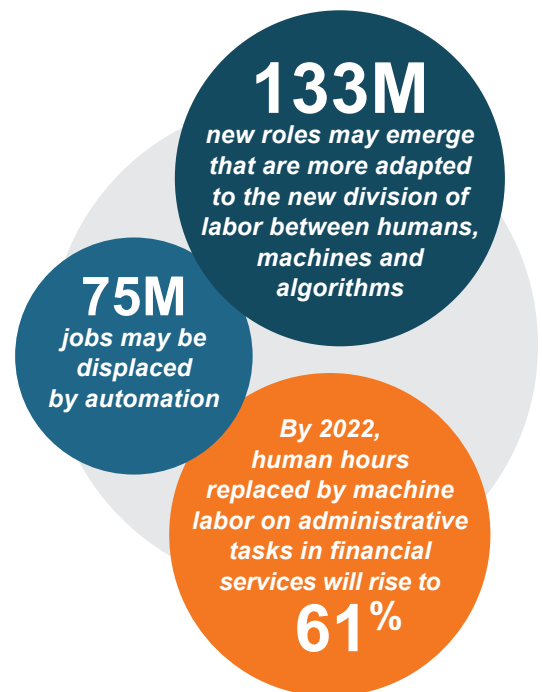 133M
new roles may emerge
that are more adapted
to the new division of
labor between humans,
machines and
algorithms
75M
jobs may be
displaced
by automation
By 2022,
human hours
replaced by machine
labor on administrative
tasks in financial
services will rise to
61%